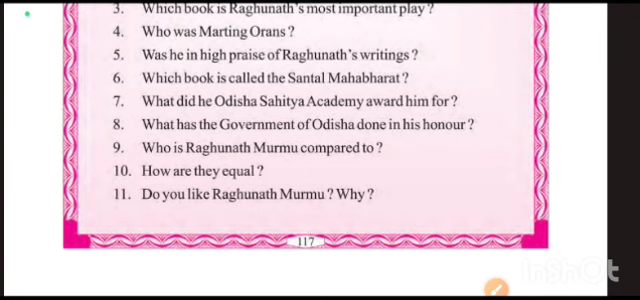 3. Which book is Raghunath's most important play ?
4. Who was Marting Orans ?
5. Was he in high praise of Raghunath's writings ?
6. Which book is called the Santal Mahabharat ?
7. What did he Odisha Sahitya Academy award him for ?
8. What has the Government of Odisha done in his honour ?
9. Who is Raghunath Murmu compared to ?
10. How are they equal ?
11. Do you like Raghunath Murmu ? Why ?
117
InShOt